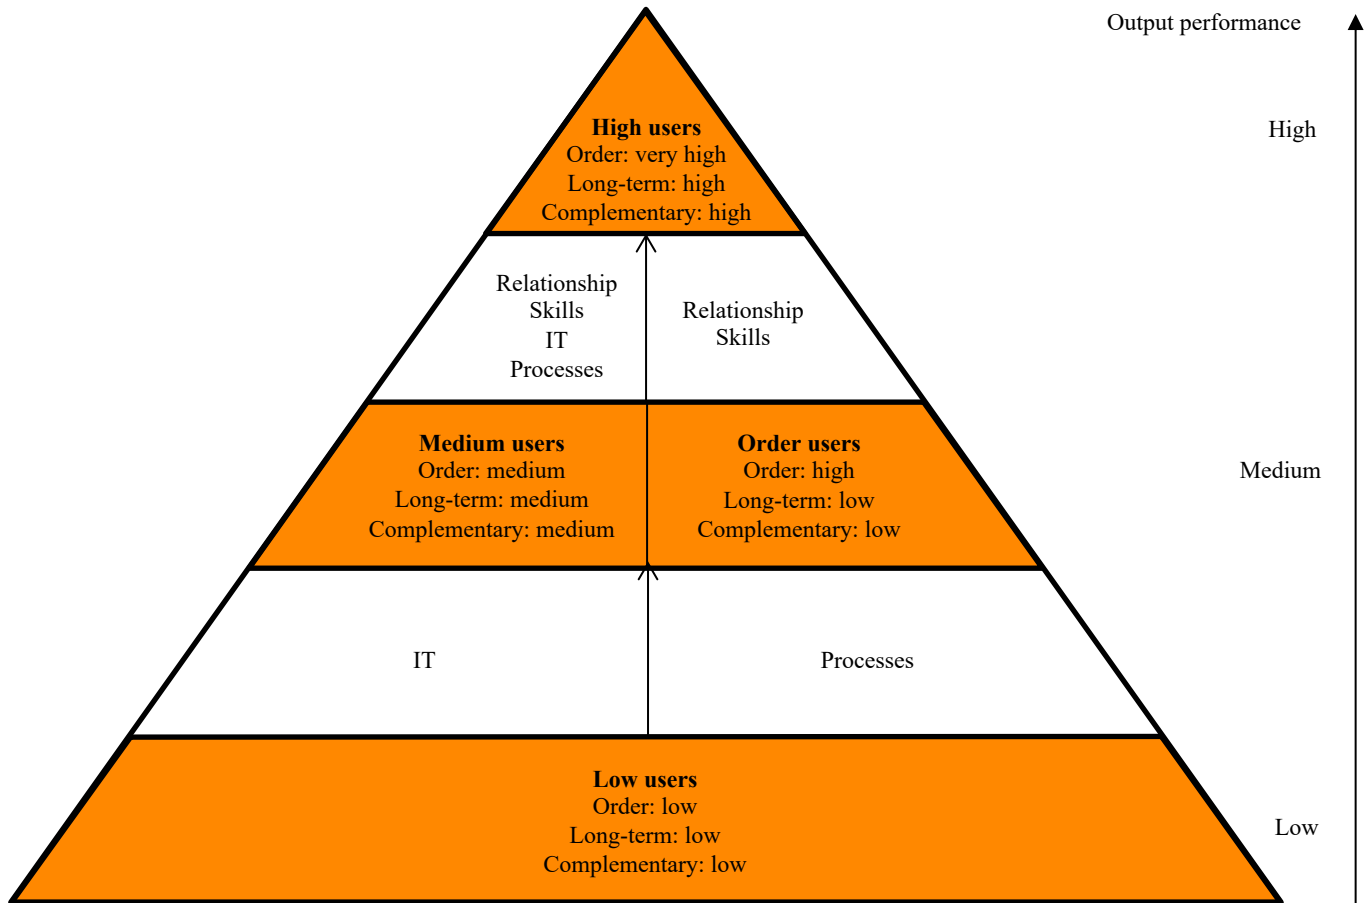 Output performance
High
High users
Order: very high
Long-term: high
Complementary: high
Relationship
Skills
IT
Processes
Relationship
Skills
Medium users
Order: medium
Long-term: medium
Complementary: medium
Order users
Order: high
Long-term: low
Complementary: low
Medium
IT
Processes
Low users
Order: low
Long-term: low
Complementary: low
Low